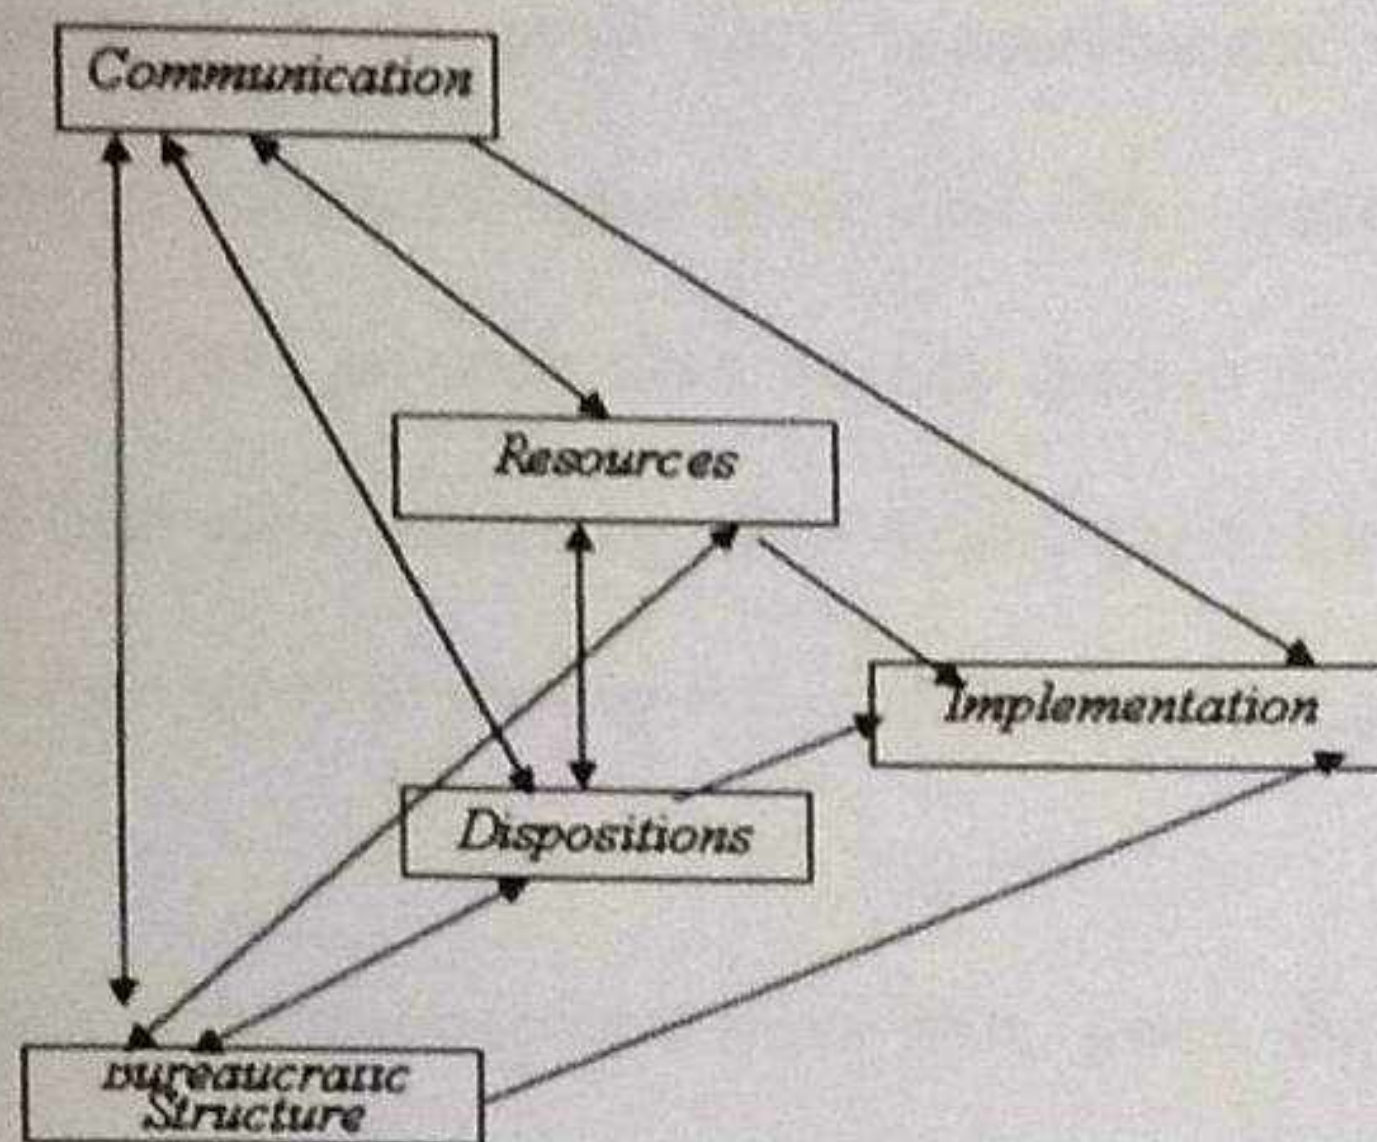 Communication
Resources
Implementation
Dispositions
Bureaucratic
Structure